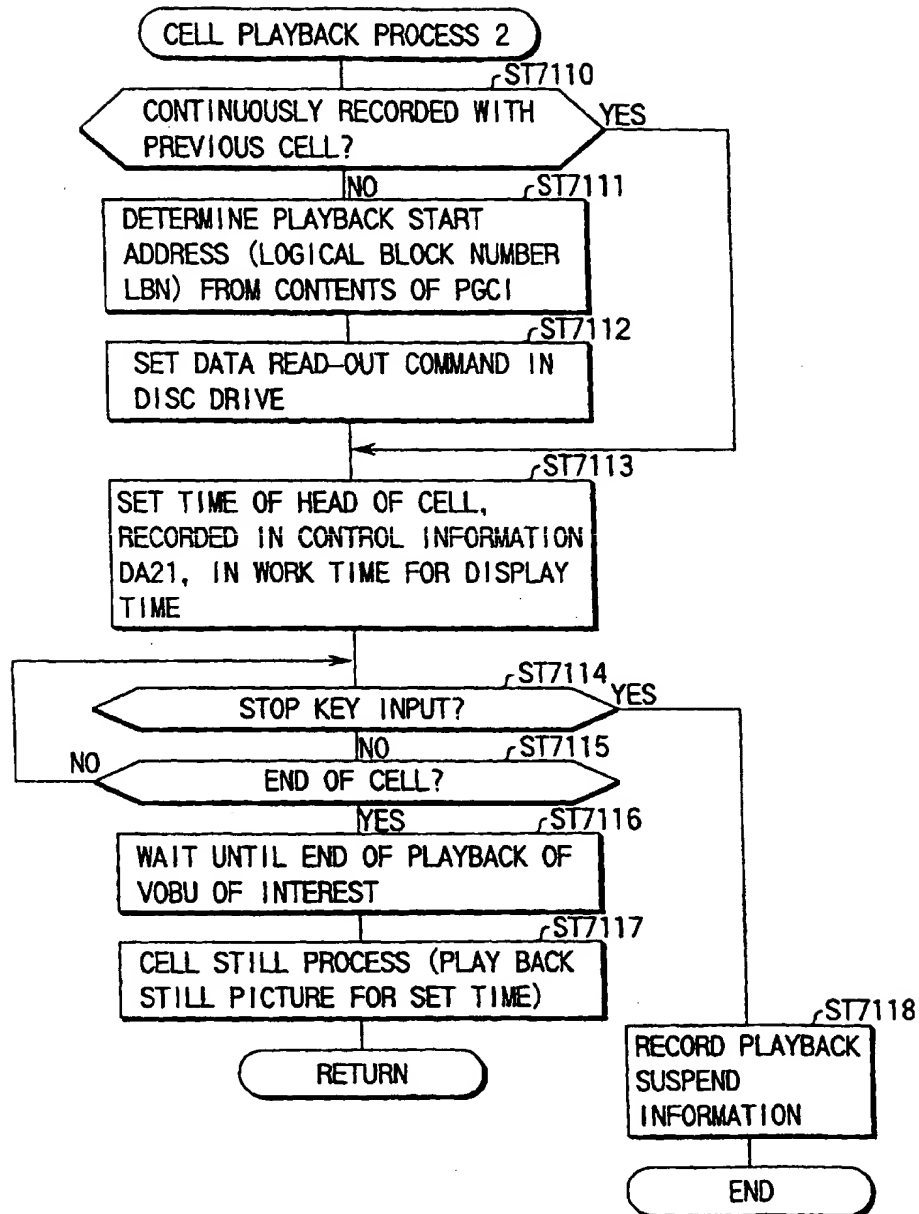 CELL PLAYBACK PROCESS 2
ST7110
CONTINUOUSLY RECORDED WITH
PREVIOUS CELL?
YES
NO
ST7111
DETERMINE PLAYBACK START
ADDRESS (LOGICAL BLOCK NUMBER
LBN) FROM CONTENTS OF PGCI
ST7112
SET DATA READ-OUT COMMAND IN
DISC DRIVE
ST7113
SET TIME OF HEAD OF CELL,
RECORDED IN CONTROL INFORMATION
DA21, IN WORK TIME FOR DISPLAY
TIME
ST7114
STOP KEY INPUT?
YES
NO
ST7115
NO
END OF CELL?
YES
ST7116
WAIT UNTIL END OF PLAYBACK OF
VOBU OF INTEREST
ST7117
CELL STILL PROCESS (PLAY BACK
STILL PICTURE FOR SET TIME)
RETURN
ST7118
RECORD PLAYBACK
SUSPEND
INFORMATION
END